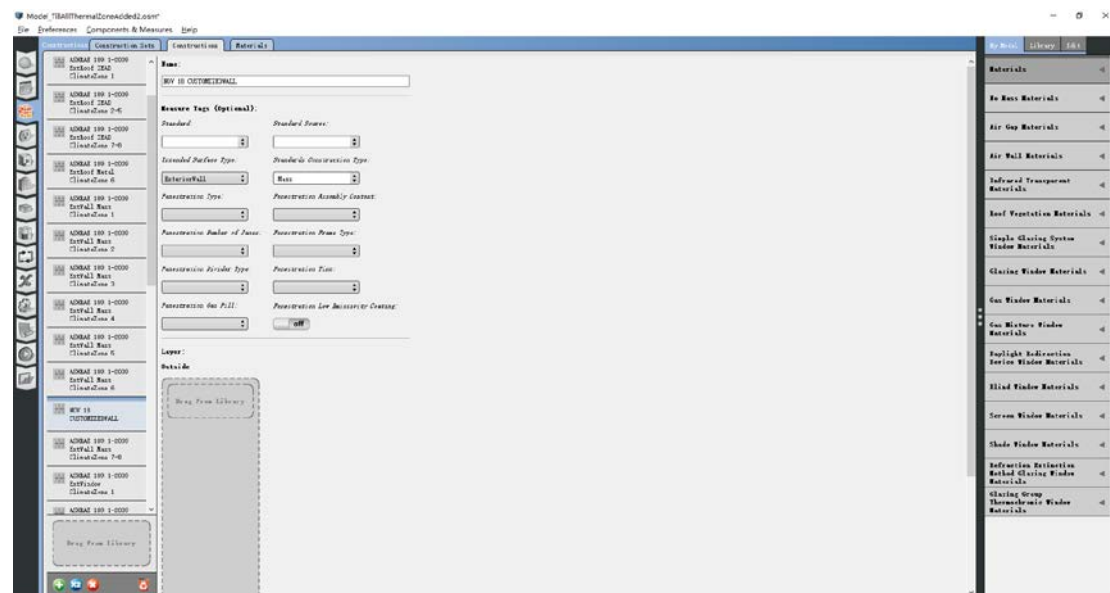 Model_TillAllThermalZoneAdded2.osm*
File Preferences Components & Measures Help
Constructions Construction Sets Constructions Materials
My Model Library Edit
ASHRAE 189.1-2009
ExtRoof IEAD
ClimateZone 1
ASHRAE 189.1-2009
ExtRoof IEAD
ClimateZone 2-5
ASHRAE 189.1-2009
ExtRoof IEAD
ClimateZone 7-8
ASHRAE 189.1-2009
ExtRoof Metal
ClimateZone 6
ASHRAE 189.1-2009
ExtWall Mass
ClimateZone 1
ASHRAE 189.1-2009
ExtWall Mass
ClimateZone 2
ASHRAE 189.1-2009
ExtWall Mass
ClimateZone 3
ASHRAE 189.1-2009
ExtWall Mass
ClimateZone 4
ASHRAE 189.1-2009
ExtWall Mass
ClimateZone 5
ASHRAE 189.1-2009
ExtWall Mass
ClimateZone 6
NOV 18
CUSTOMIZEDWALL
ASHRAE 189.1-2009
ExtWall Mass
ClimateZone 7-8
ASHRAE 189.1-2009
ExtWindow
ClimateZone 1
ASHRAE 189.1-2009
Drag From Library
Name:
NOV 18 CUSTOMIZEDWALL
Measure Tags (Optional):
Standard: Standard Source:
Intended Surface Type: Standards Construction Type:
ExteriorWall Mass
Fenestration Type: Fenestration Assembly Context:
Fenestration Number of Panes: Fenestration Frame Type:
Fenestration Divider Type: Fenestration Tint:
Fenestration Gas Fill: Fenestration Low Emissivity Coating:
off
Layer:
Outside
Drag From Library
Materials
No Mass Materials
Air Gap Materials
Air Wall Materials
Infrared Transparent
Materials
Roof Vegetation Materials
Simple Glazing System
Window Materials
Glazing Window Materials
Gas Window Materials
Gas Mixture Window
Materials
Daylight Redirection
Device Window Materials
Blind Window Materials
Screen Window Materials
Shade Window Materials
Refraction Extinction
Method Glazing Window
Materials
Glazing Group
Thermochromic Window
Materials